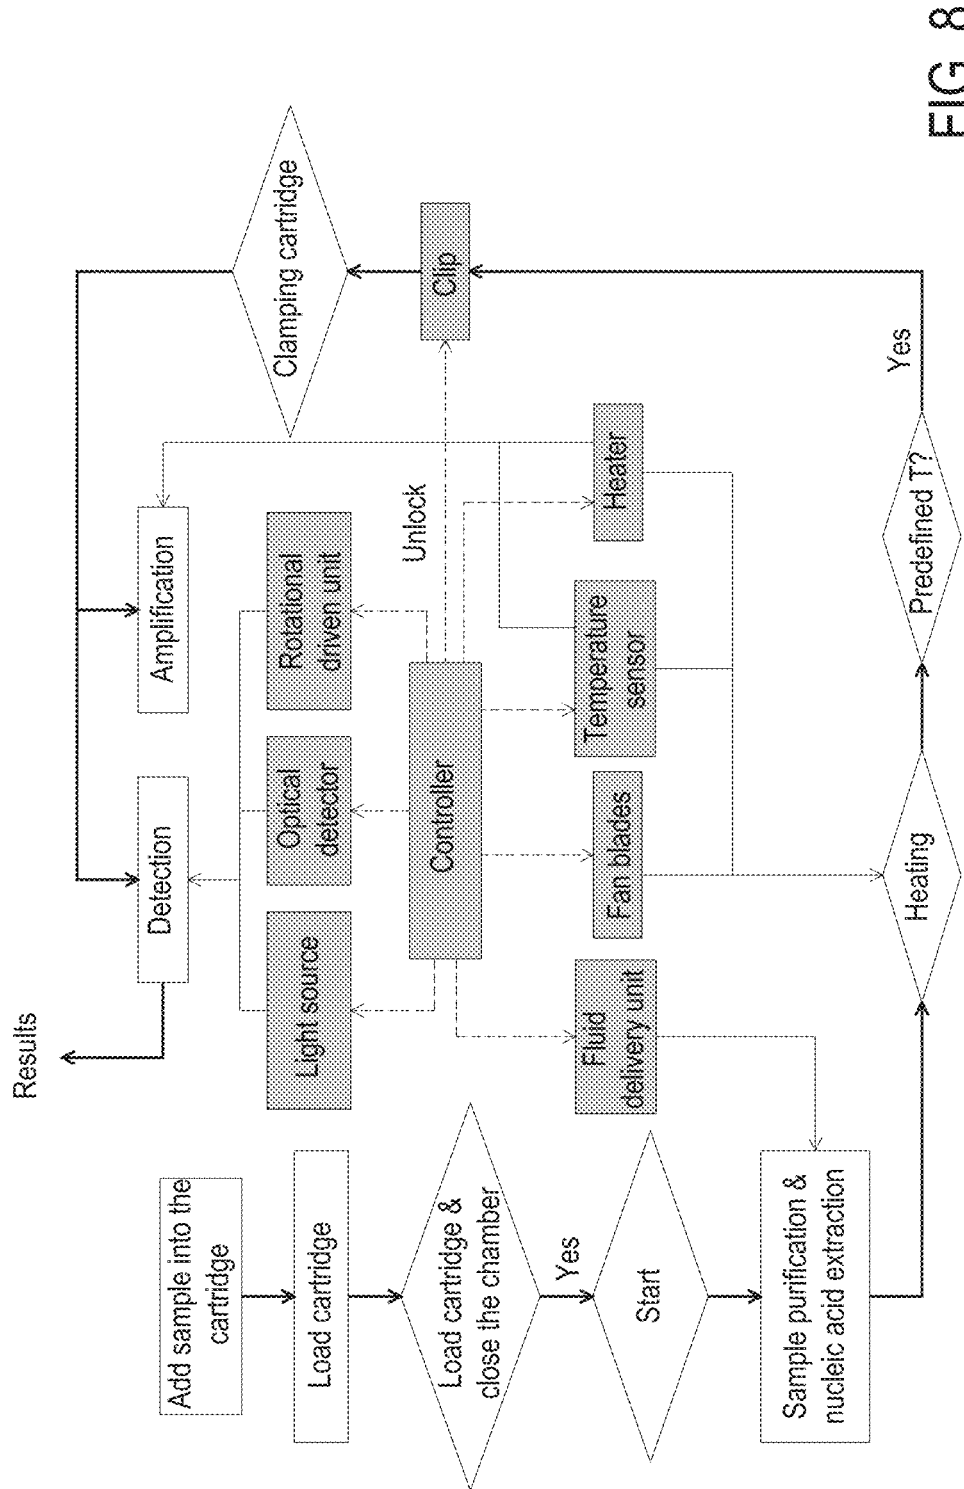 Add sample into the
cartridge
Load cartridge
Load cartridge &
close the chamber
Yes
Start
Sample purification &
nucleic acid extraction
Results
Detection
Amplification
Clamping cartridge
Light source
Optical
detector
Rotational
driven unit
Controller
Unlock
Clip
Fluid
delivery unit
Fan blades
Temperature
sensor
Heater
Heating
Predefined T?
Yes
FIG. 8